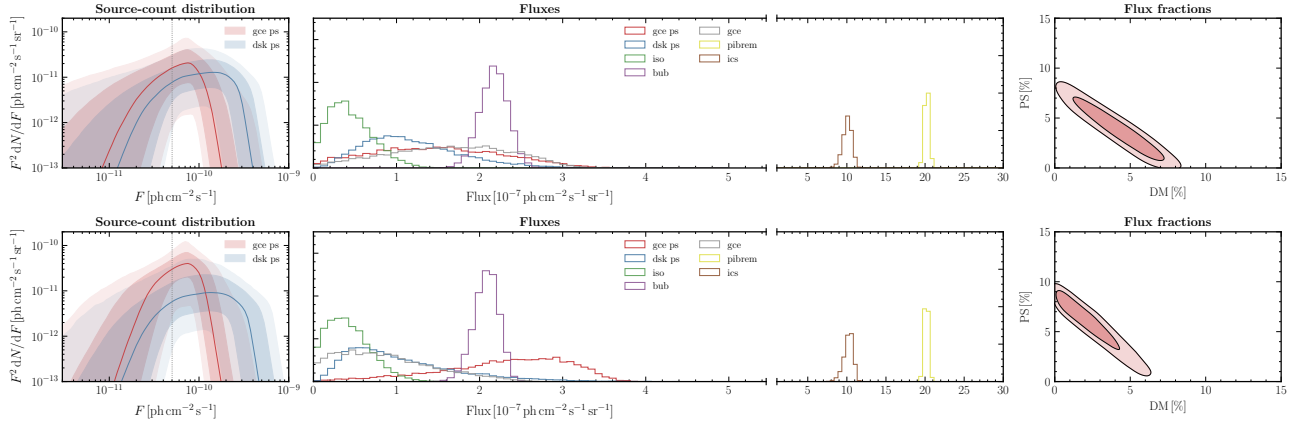 Source-count distribution
gce ps
dsk ps
10⁻¹⁰
10⁻¹¹
10⁻¹²
10⁻¹³
F² dN/dF [ph cm⁻² s⁻¹ sr⁻¹]
10⁻¹¹ 10⁻¹⁰ 10⁻⁹
F [ph cm⁻² s⁻¹]
Fluxes
gce ps gce
dsk ps pibrem
iso ics
bub
0 1 2 3 4 5 5 10 15 20 25 30
Flux [10⁻⁷ ph cm⁻² s⁻¹ sr⁻¹]
Flux fractions
15
10
5
0
PS [%]
0 5 10 15
DM [%]
Source-count distribution
gce ps
dsk ps
10⁻¹⁰
10⁻¹¹
10⁻¹²
10⁻¹³
F² dN/dF [ph cm⁻² s⁻¹ sr⁻¹]
10⁻¹¹ 10⁻¹⁰ 10⁻⁹
F [ph cm⁻² s⁻¹]
Fluxes
gce ps gce
dsk ps pibrem
iso ics
bub
0 1 2 3 4 5 5 10 15 20 25 30
Flux [10⁻⁷ ph cm⁻² s⁻¹ sr⁻¹]
Flux fractions
15
10
5
0
PS [%]
0 5 10 15
DM [%]